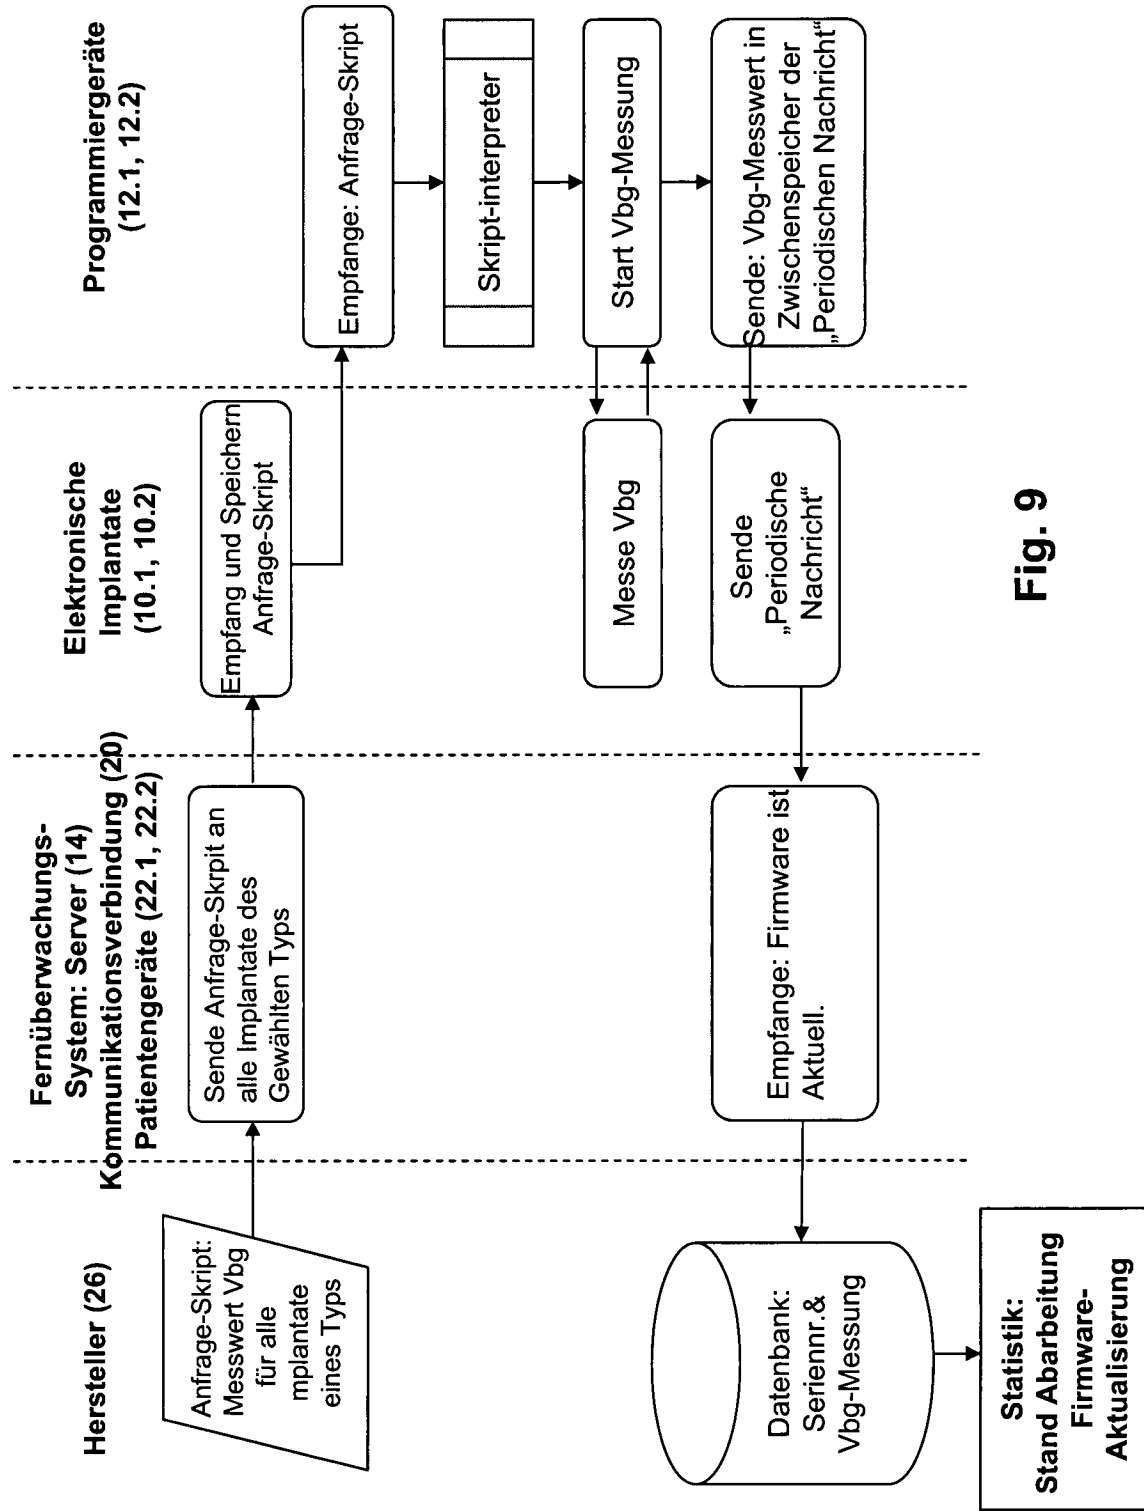 Hersteller (26)
Fernüberwachungs-
System: Server (14)
Kommunikationsverbindung (20)
Patientengeräte (22.1, 22.2)
Elektronische
Implantate
(10.1, 10.2)
Programmiergeräte
(12.1, 12.2)
Anfrage-Skript:
Messwert Vbg
für alle
mplantate
eines Typs
Sende Anfrage-Skrpit an
alle Implantate des
Gewählten Typs
Empfang und Speichern
Anfrage-Skript
Empfange: Anfrage-Skript
Skript-interpreter
Messe Vbg
Start Vbg-Messung
Datenbank:
Seriennr.&
Vbg-Messung
Empfange: Firmware ist
Aktuell.
Sende
„Periodische
Nachricht“
Sende: Vbg-Messwert in
Zwischenspeicher der
„Periodischen Nachricht“
Statistik:
Stand Abarbeitung
Firmware-
Aktualisierung
Fig. 9